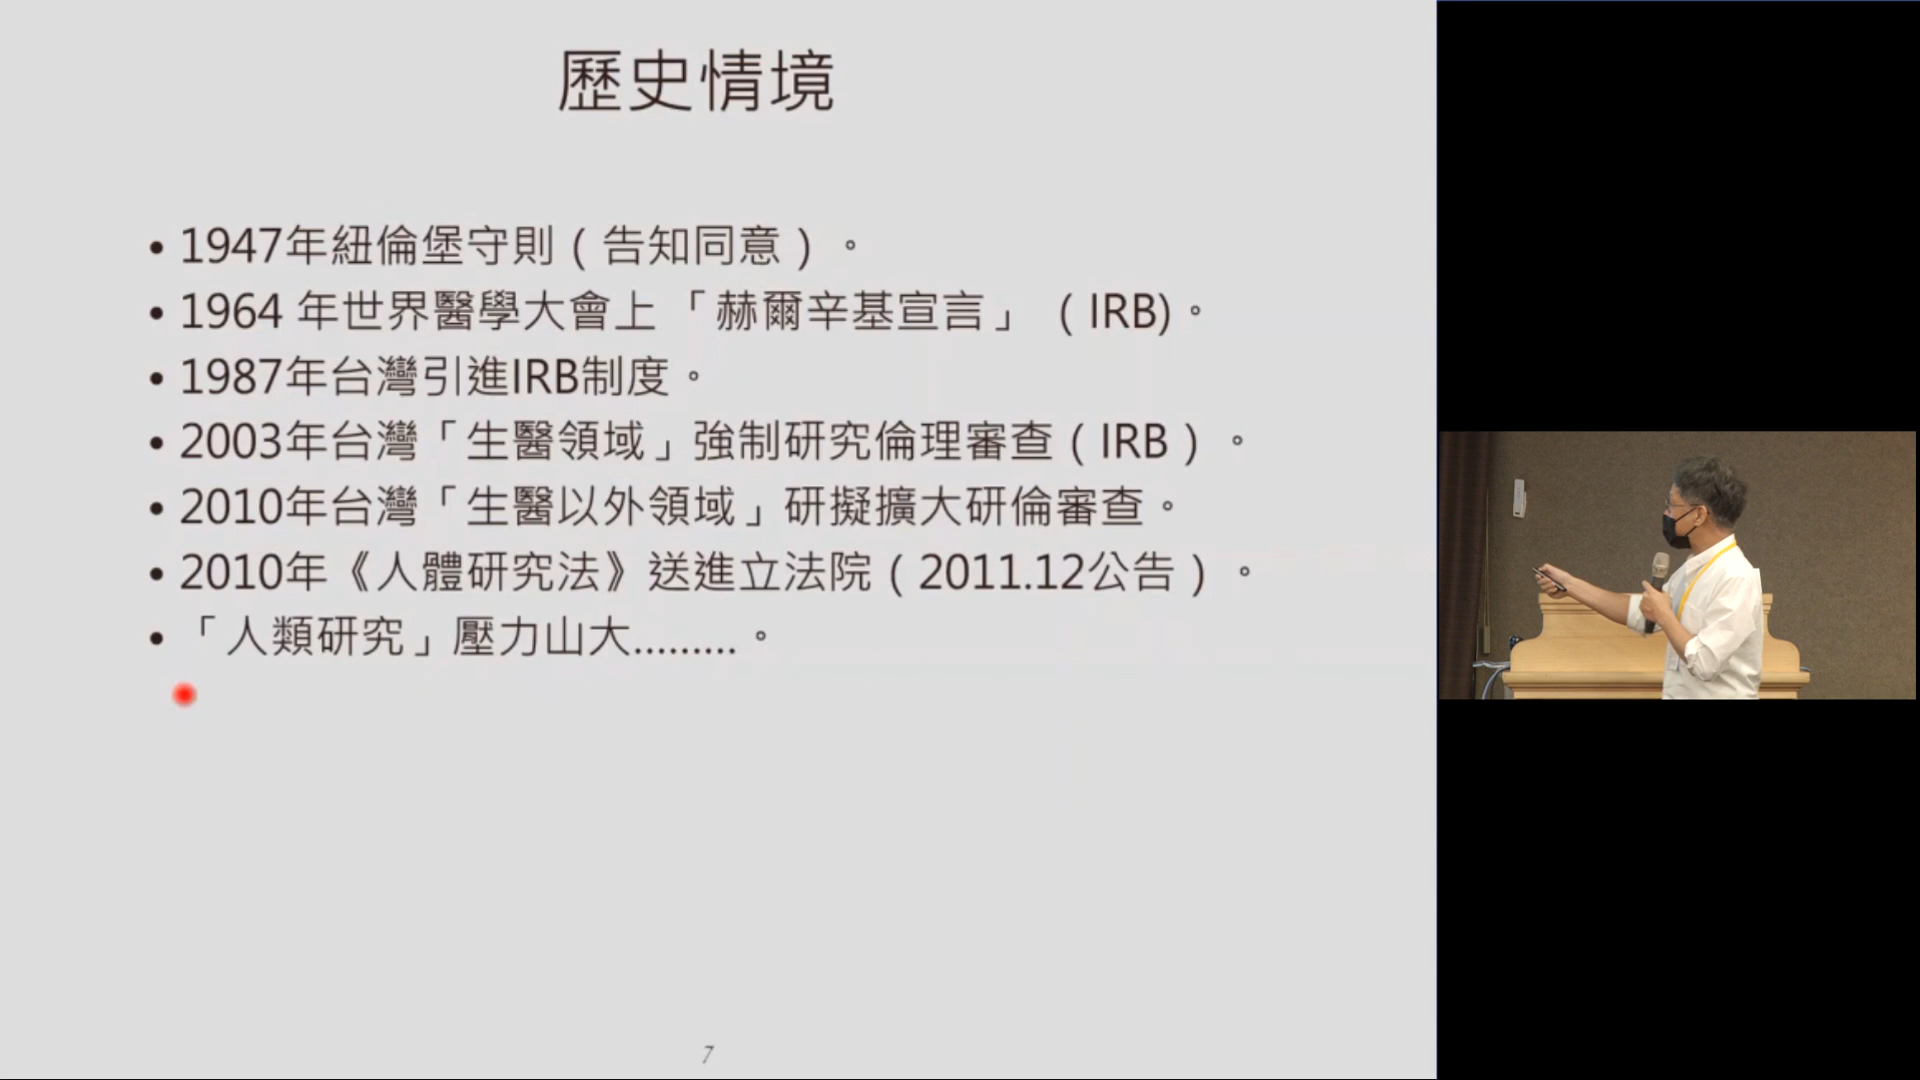 歷史情境
• 1947年紐倫堡守則（告知同意）。
• 1964 年世界醫學大會上「赫爾辛基宣言」（IRB)。
• 1987年台灣引進IRB制度。
• 2003年台灣「生醫領域」強制研究倫理審查（IRB）。
• 2010年台灣「生醫以外領域」研擬擴大研倫審查。
• 2010年《人體研究法》送進立法院（2011.12公告）。
• 「人類研究」壓力山大.........。
7